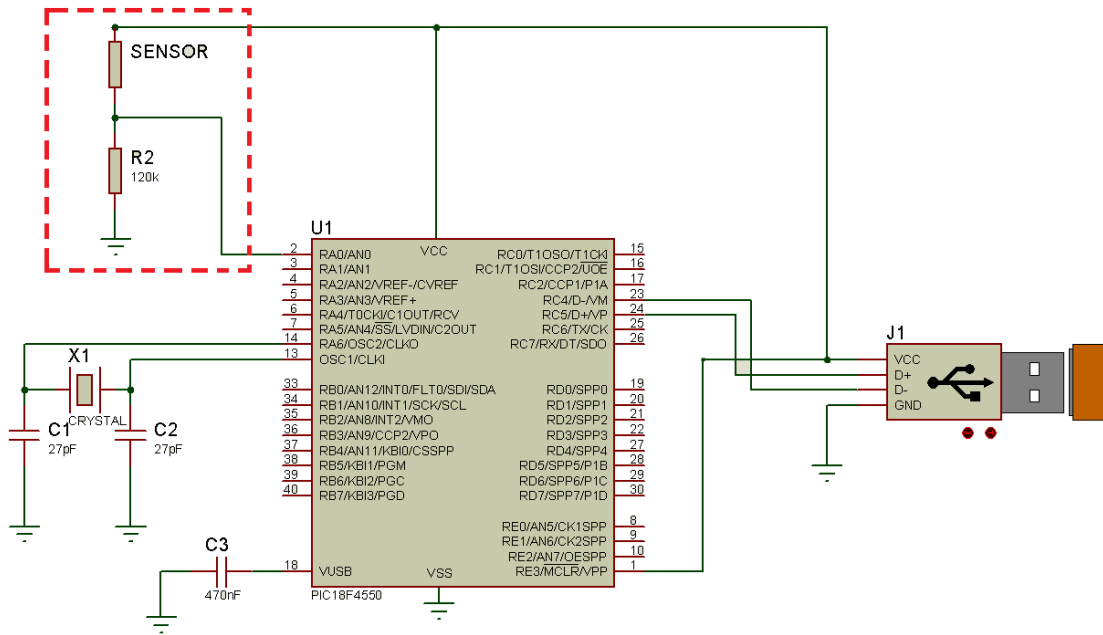 SENSOR
R2
120k
U1
VCC
2 RA0/AN0
3 RA1/AN1
4 RA2/AN2/VREF-/CVREF
5 RA3/AN3/VREF+
6 RA4/T0CKI/C1OUT/RCV
7 RA5/AN4/SS/LVDIN/C2OUT
14 RA6/OSC2/CLKO
13 OSC1/CLKI
33 RB0/AN12/INT0/FLT0/SDI/SDA
34 RB1/AN10/INT1/SCK/SCL
35 RB2/AN8/INT2/VMO
36 RB3/AN9/CCP2/VPO
37 RB4/AN11/KBI0/CSSPP
38 RB5/KBI1/PGM
39 RB6/KBI2/PGC
40 RB7/KBI3/PGD
18 VUSB
VSS
PIC18F4550
RC0/T1OSO/T1CKI 15
RC1/T1OSI/CCP2/UOE 16
RC2/CCP1/P1A 17
RC4/D-/VM 23
RC5/D+/VP 24
RC6/TX/CK 25
RC7/RX/DT/SDO 26
RD0/SPP0 19
RD1/SPP1 20
RD2/SPP2 21
RD3/SPP3 22
RD4/SPP4 27
RD5/SPP5/P1B 28
RD6/SPP6/P1C 29
RD7/SPP7/P1D 30
RE0/AN5/CK1SPP 8
RE1/AN6/CK2SPP 9
RE2/AN7/OESPP 10
RE3/MCLR/VPP 1
X1
CRYSTAL
C1
27pF
C2
27pF
C3
470nF
J1
VCC
D+
D-
GND